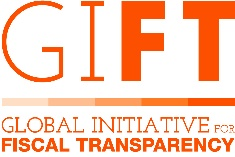 GIFT
GLOBAL INITIATIVE FOR
FISCAL TRANSPARENCY